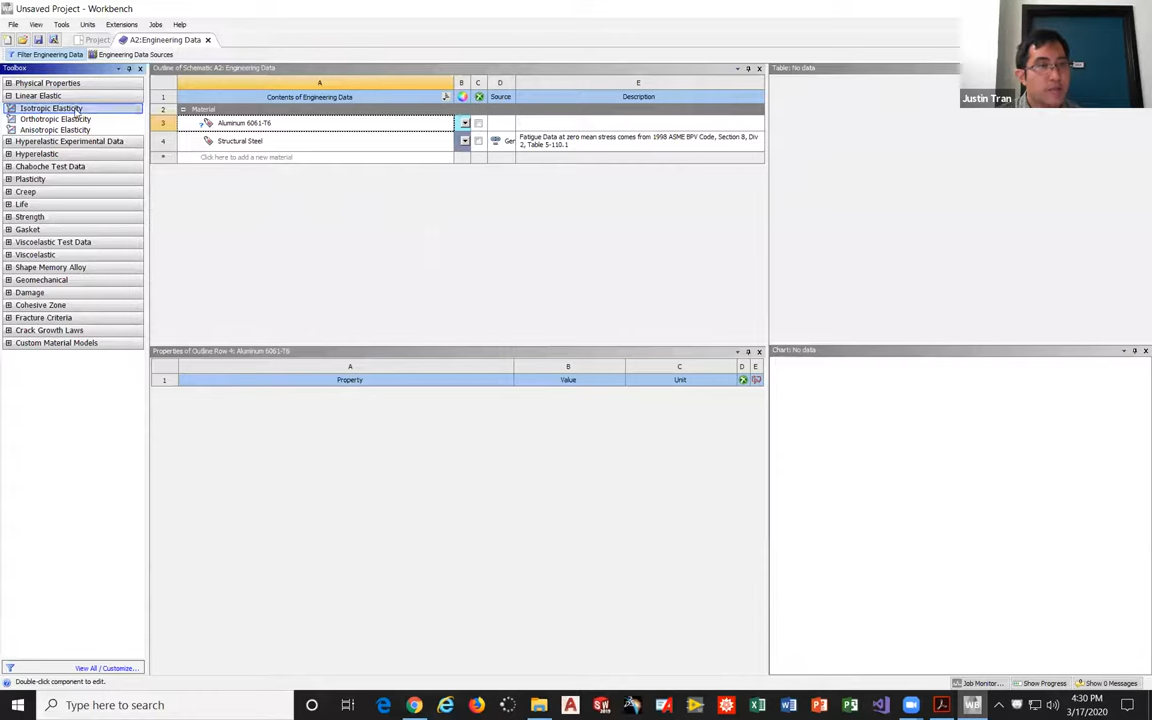 Unsaved Project - Workbench
File View Tools Units Extensions Jobs Help
Project A2:Engineering Data
Filter Engineering Data Engineering Data Sources
Toolbox
Physical Properties
Linear Elastic
Isotropic Elasticity
Orthotropic Elasticity
Anisotropic Elasticity
Hyperelastic Experimental Data
Hyperelastic
Chaboche Test Data
Plasticity
Creep
Life
Strength
Gasket
Viscoelastic Test Data
Viscoelastic
Shape Memory Alloy
Geomechanical
Damage
Cohesive Zone
Fracture Criteria
Crack Growth Laws
Custom Material Models
View All / Customize...
Outline of Schematic A2: Engineering Data
A B C D E
1 Contents of Engineering Data Source Description
2 Material
3 Aluminum 6061-T6
4 Structural Steel Ger Fatigue Data at zero mean stress comes from 1998 ASME BPV Code, Section 8, Div
2, Table 5-110.1
* Click here to add a new material
Properties of Outline Row 4: Aluminum 6061-T6
A B C D E
1 Property Value Unit
Table: No data
Chart: No data
Justin Tran
Double-click component to edit.
Job Monitor... Show Progress Show 0 Messages
Type here to search
4:30 PM
3/17/2020